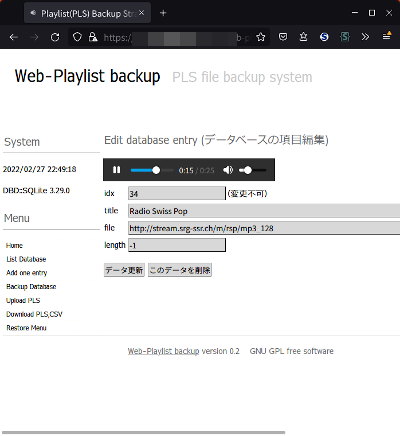 Playlist(PLS) Backup Str
https://
Web-Playlist backup PLS file backup system
System
2022/02/27 22:49:18
DBD::SQLite 3.29.0
Menu
Home
List Database
Add one entry
Backup Database
Upload PLS
Download PLS,CSV
Restore Menu
Edit database entry (データベースの項目編集)
0:15 / 0:25
idx 34 (変更不可)
title Radio Swiss Pop
file http://stream.srg-ssr.ch/m/rsp/mp3_128
length -1
データ更新 このデータを削除
Web-Playlist backup version 0.2 GNU GPL free software